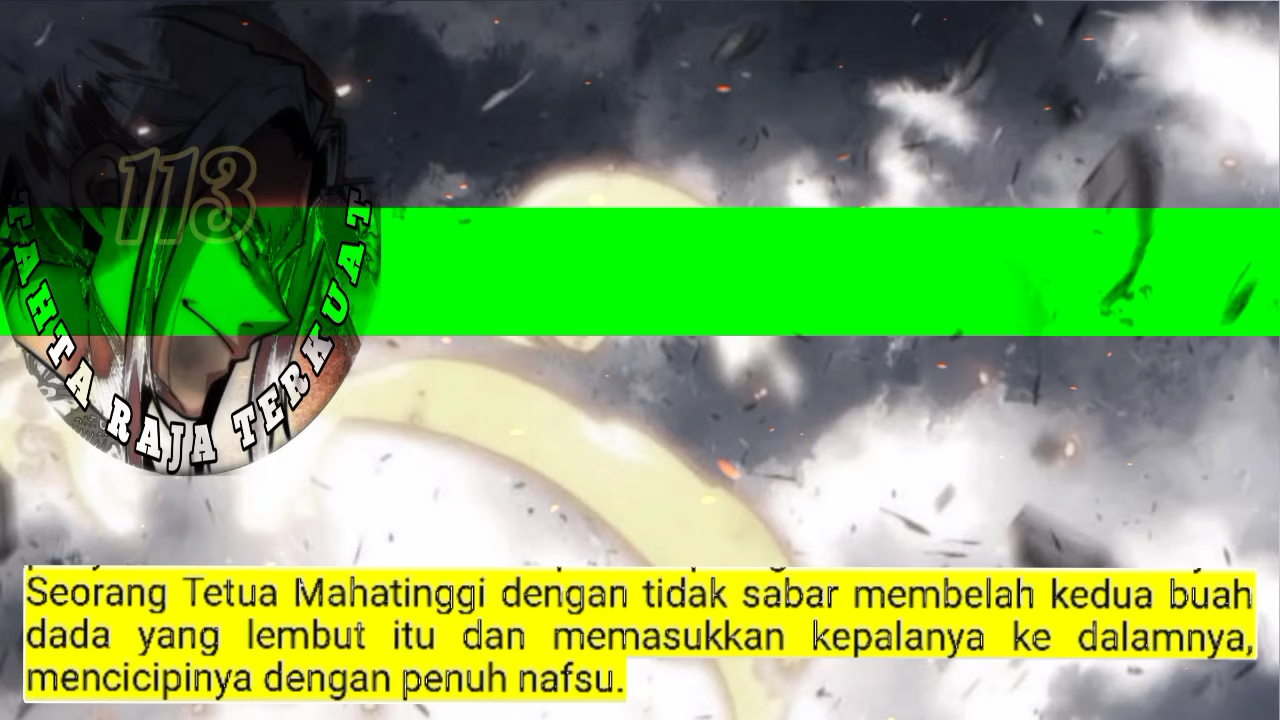 113
TAHTA RAJA TERKUAT
Seorang Tetua Mahatinggi dengan tidak sabar membelah kedua buah
dada yang lembut itu dan memasukkan kepalanya ke dalamnya,
mencicipinya dengan penuh nafsu.